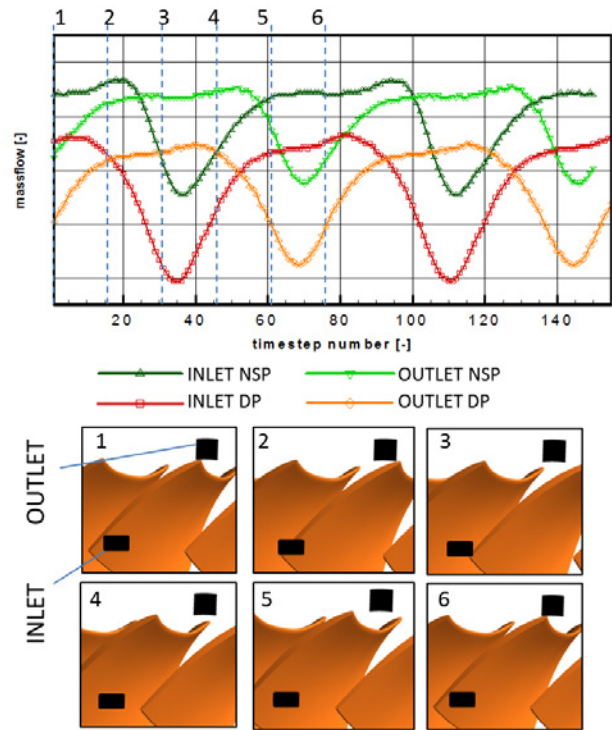 1 2 3 4 5 6
massflow [-]
20 40 60 80 100 120 140
timestep number [-]
INLET NSP OUTLET NSP
INLET DP OUTLET DP
OUTLET
INLET
1 2 3
4 5 6